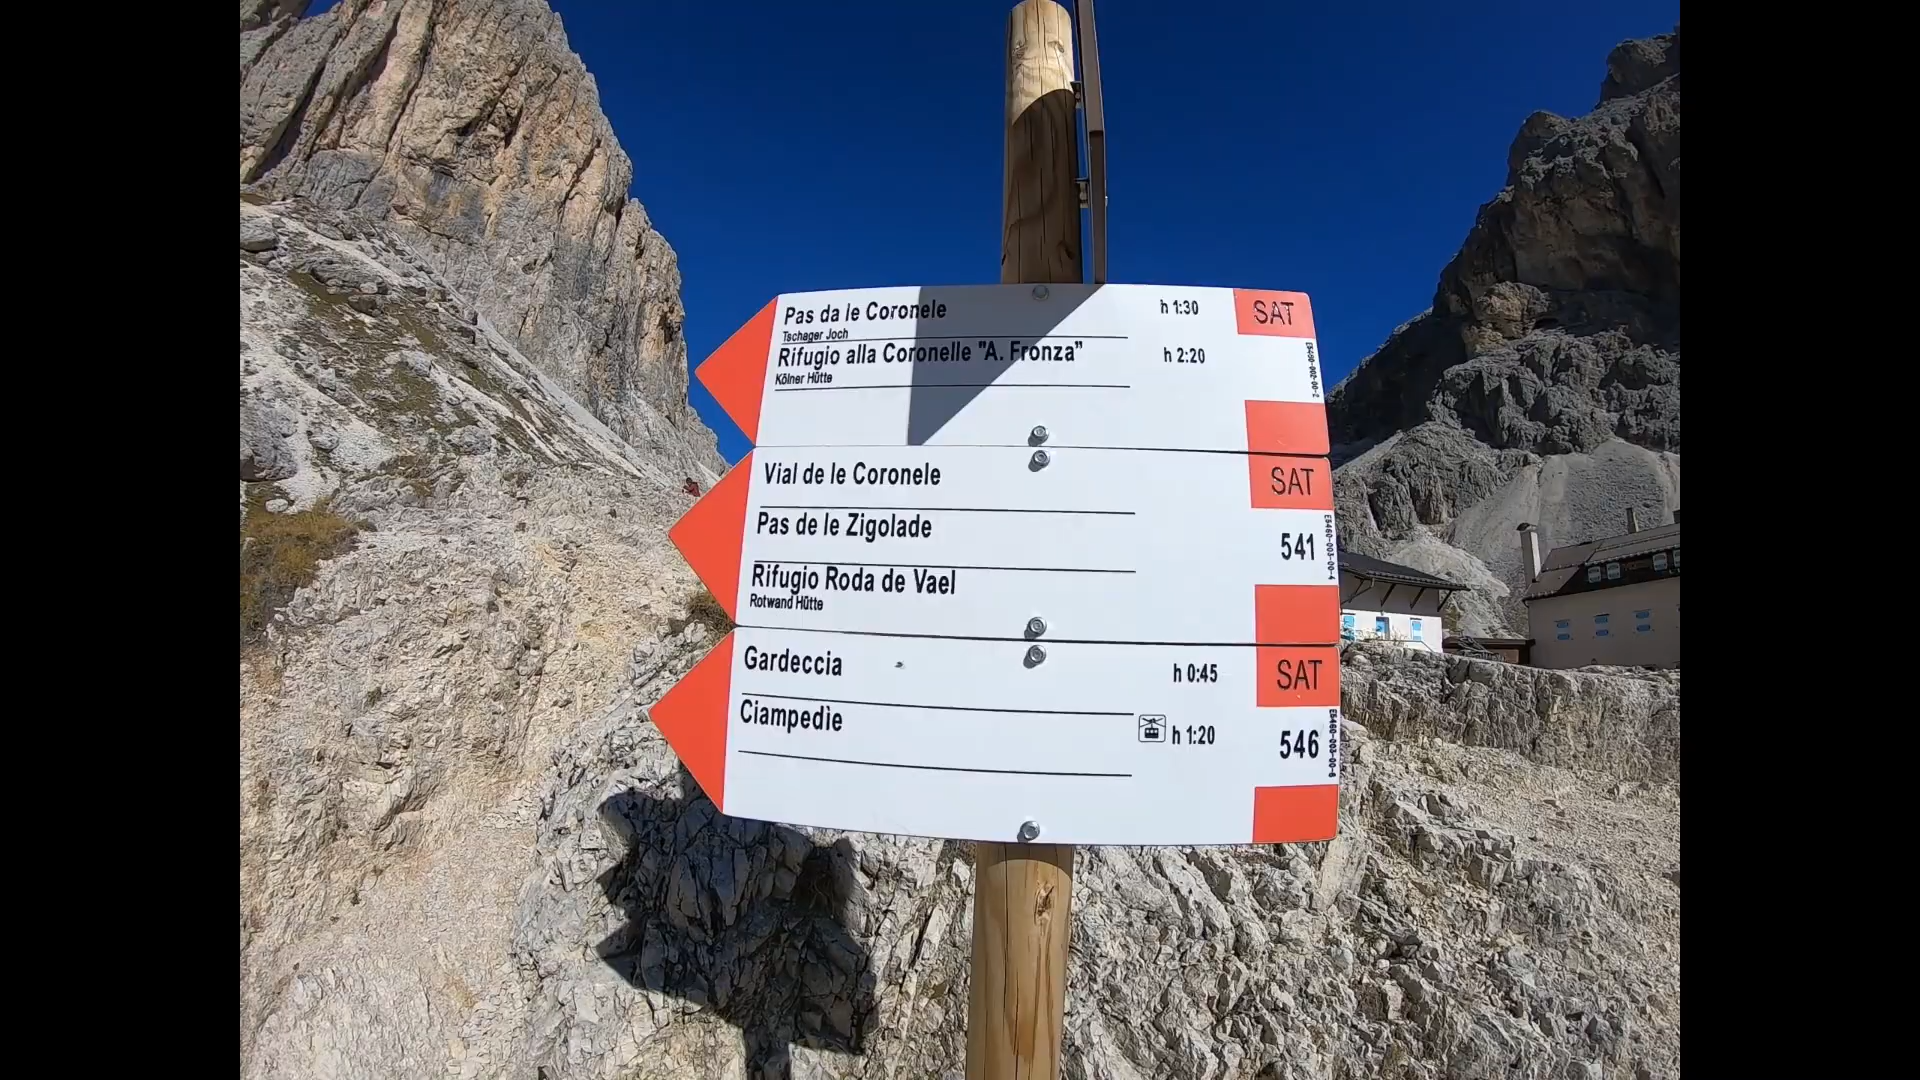 Pas da le Coronele h 1:30 SAT
Tschager Joch
Rifugio alla Coronelle "A. Fronza" h 2:20
Kölner Hütte
Vial de le Coronele SAT
Pas de le Zigolade
541
Rifugio Roda de Vael
Rotwand Hütte
Gardeccia h 0:45 SAT
Ciampedìe h 1:20 546